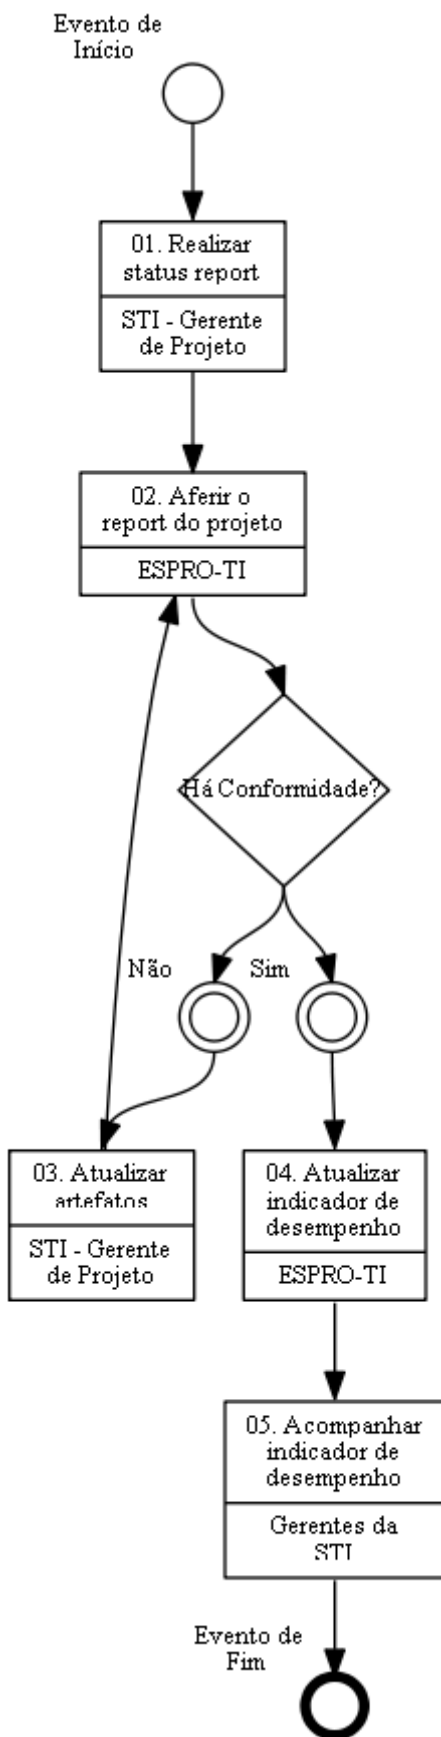 Evento de
Início
01. Realizar
status report
STI - Gerente
de Projeto
02. Aferir o
report do projeto
ESPRO-TI
Há Conformidade?
Não
Sim
03. Atualizar
artefatos
STI - Gerente
de Projeto
04. Atualizar
indicador de
desempenho
ESPRO-TI
05. Acompanhar
indicador de
desempenho
Gerentes da
STI
Evento de
Fim